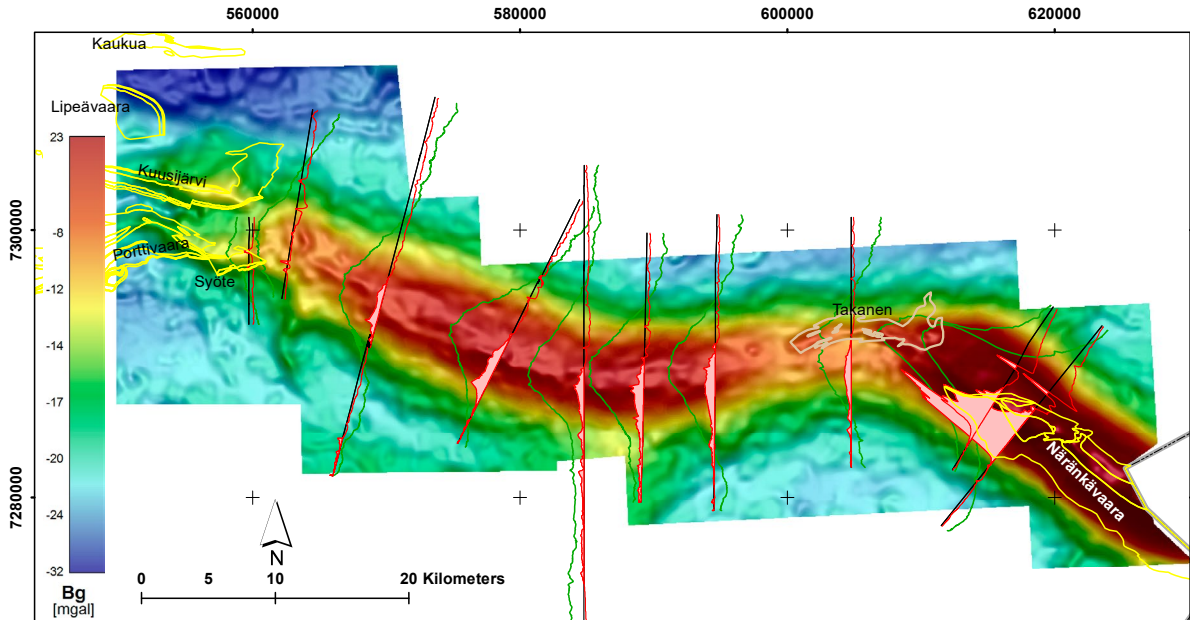 560000
580000
600000
620000
Kaukua
Lipeävaara
23
Kuusijärvi
7300000
-8
Porttivaara
Syöte
-12
Takanen
-14
-17
-20
Näränkävaara
7280000
-24
N
-32
0
5
10
20 Kilometers
Bg
[mgal]